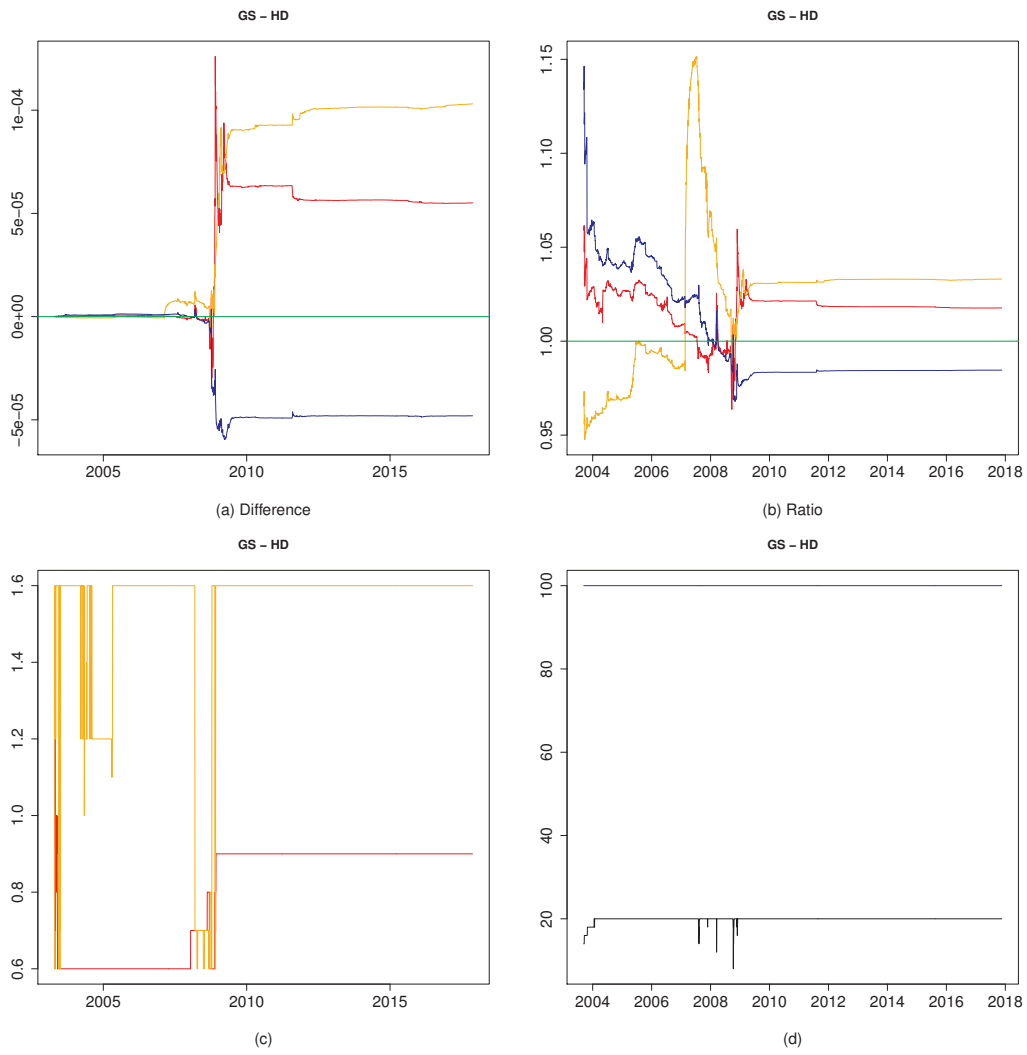 GS − HD
GS − HD
1e−04
5e−05
0e+00
−5e−05
2005 2010 2015
1.15
1.10
1.05
1.00
0.95
2004 2006 2008 2010 2012 2014 2016 2018
(a) Difference
(b) Ratio
GS − HD
GS − HD
1.6
1.4
1.2
1.0
0.8
0.6
2005 2010 2015
100
80
60
40
20
2004 2006 2008 2010 2012 2014 2016 2018
(c)
(d)